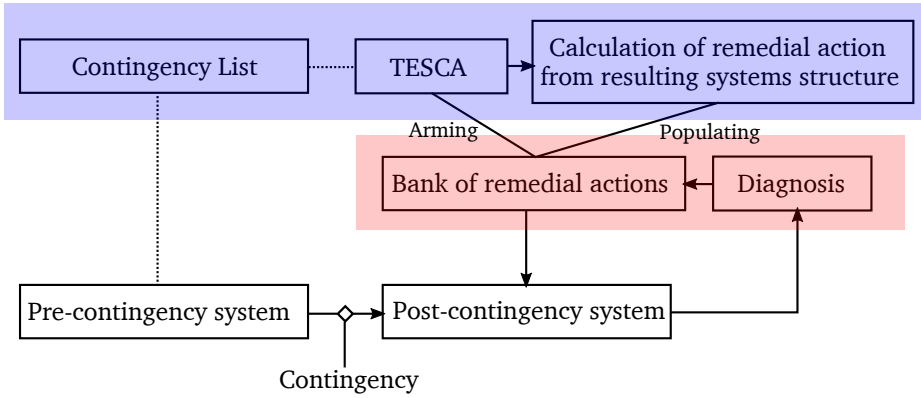 Contingency List
TESCA
Calculation of remedial action
from resulting systems structure
Arming
Populating
Bank of remedial actions
Diagnosis
Pre-contingency system
Post-contingency system
Contingency